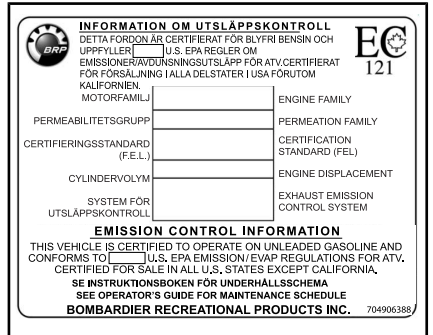 INFORMATION OM UTSLÄPPSKONTROLL
BRP
DETTA FORDON ÄR CERTIFIERAT FÖR BLYFRI BENSIN OCH
UPPFYLLER U.S. EPA REGLER OM
EMISSIONER/AVDUNSNINGSUTSLÄPP FÖR ATV.CERTIFIERAT
FÖR FÖRSÄLJNING I ALLA DELSTATER I USA FÖRUTOM
KALIFORNIEN.
EC
121
MOTORFAMILJ ENGINE FAMILY
PERMEABILITETSGRUPP PERMEATION FAMILY
CERTIFIERINGSSTANDARD CERTIFICATION
(F.E.L.) STANDARD (FEL)
CYLINDERVOLYM ENGINE DISPLACEMENT
SYSTEM FÖR EXHAUST EMISSION
UTSLÄPPSKONTROLL CONTROL SYSTEM
EMISSION CONTROL INFORMATION
THIS VEHICLE IS CERTIFIED TO OPERATE ON UNLEADED GASOLINE AND
CONFORMS TO U.S. EPA EMISSION/EVAP REGULATIONS FOR ATV.
CERTIFIED FOR SALE IN ALL U.S. STATES EXCEPT CALIFORNIA.
SE INSTRUKTIONSBOKEN FÖR UNDERHÅLLSSCHEMA
SEE OPERATOR'S GUIDE FOR MAINTENANCE SCHEDULE
BOMBARDIER RECREATIONAL PRODUCTS INC. 704906388